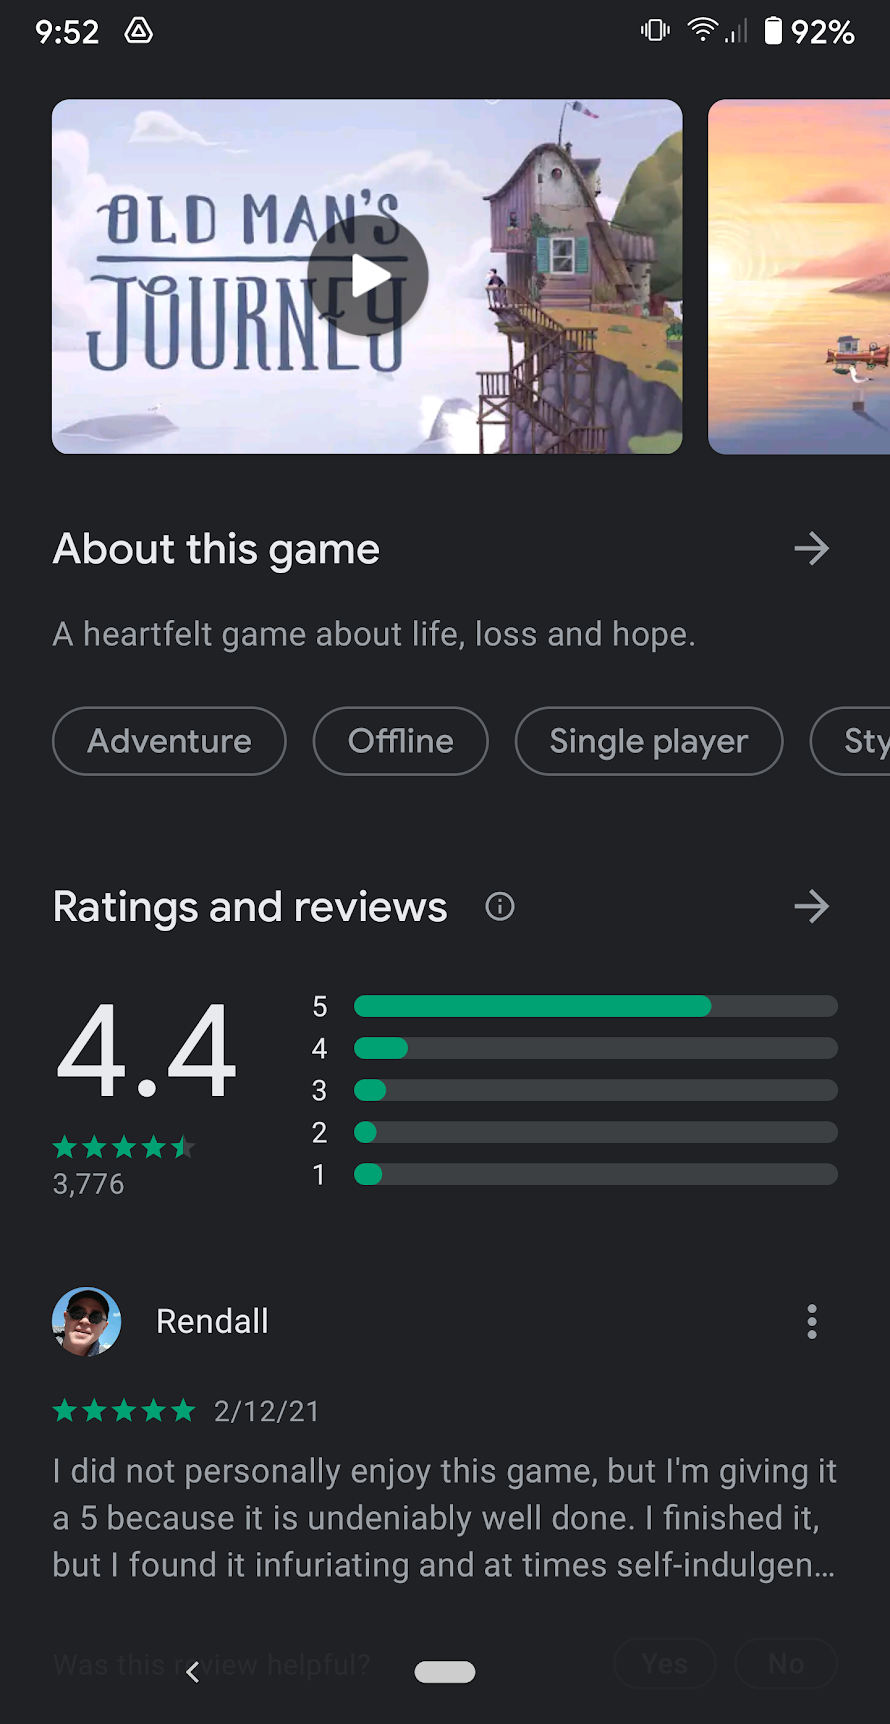 9:52 92%
OLD MAN'S
JOURNEY
About this game
A heartfelt game about life, loss and hope.
Adventure Offline Single player Sty
Ratings and reviews
4.4
3,776
5
4
3
2
1
Rendall
2/12/21
I did not personally enjoy this game, but I'm giving it
a 5 because it is undeniably well done. I finished it,
but I found it infuriating and at times self-indulgen...
Was this review helpful? Yes No